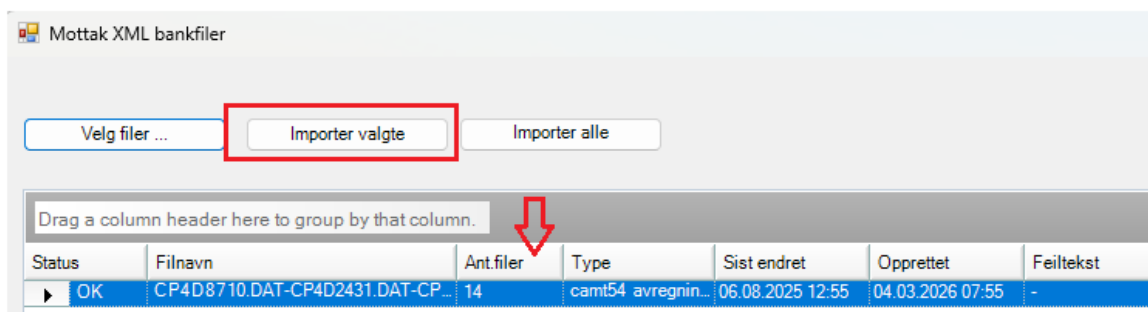 Mottak XML bankfiler
Velg filer ... Importer valgte Importer alle
Drag a column header here to group by that column.
Status Filnavn Ant.filer Type Sist endret Opprettet Feiltekst
OK CP4D8710.DAT-CP4D2431.DAT-CP... 14 camt54 avregnin... 06.08.2025 12:55 04.03.2026 07:55 -